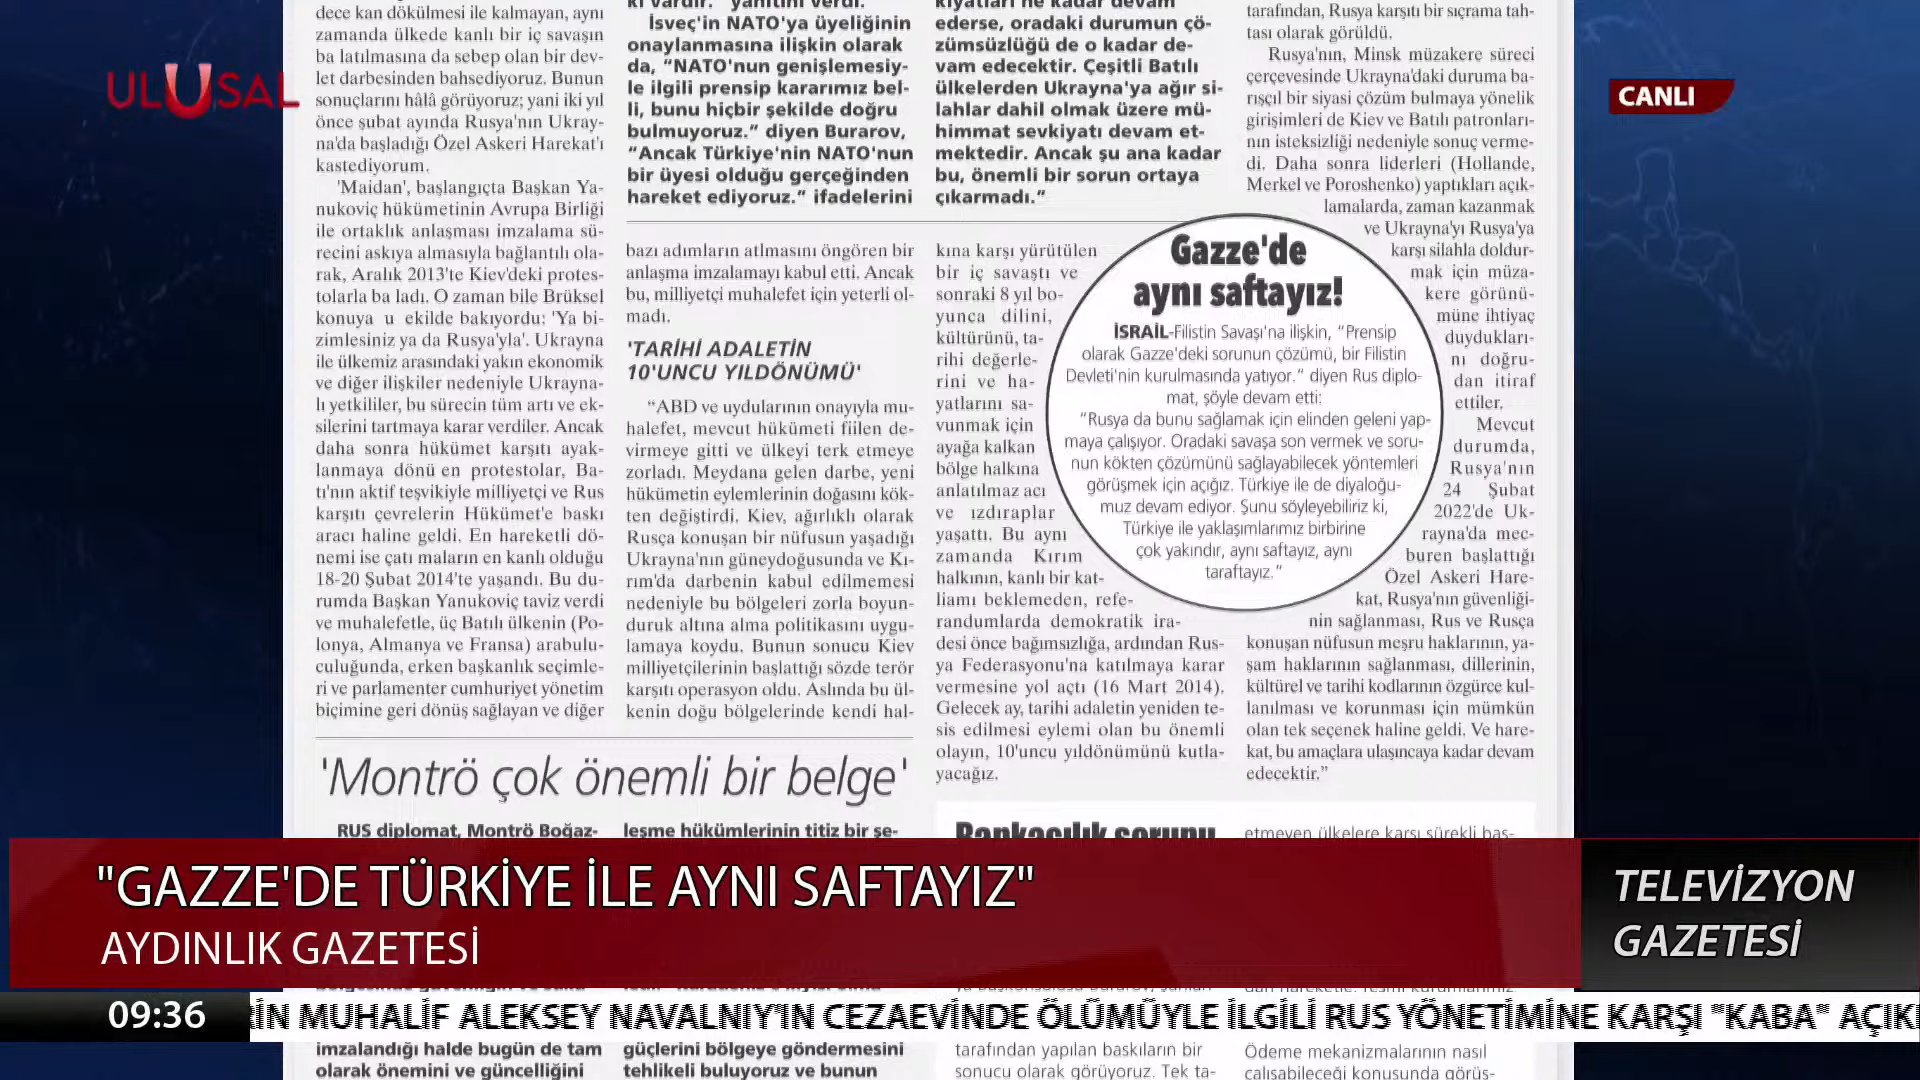 ULUSAL
CANLI
dece kan dökülmesi ile kalmayan, aynı
zamanda ülkede kanlı bir iç savaşın
ba latılmasına da sebep olan bir dev-
let darbesinden bahsediyoruz. Bunun
sonuçlarını hâlâ görüyoruz; yani iki yıl
önce şubat ayında Rusya'nın Ukray-
na'da başladığı Özel Askeri Harekat'ı
kastediyorum.
'Maidan', başlangıçta Başkan Ya-
nukoviç hükümetinin Avrupa Birliği
ile ortaklık anlaşması imzalama sü-
recini askıya almasıyla bağlantılı ola-
rak, Aralık 2013'te Kiev'deki protes-
tolarla ba ladı. O zaman bile Brüksel
konuya u ekilde bakıyordu: 'Ya bi-
zimlesiniz ya da Rusya'yla'. Ukrayna
ile ülkemiz arasındaki yakın ekonomik
ve diğer ilişkiler nedeniyle Ukrayna-
lı yetkililer, bu sürecin tüm artı ve ek-
silerini tartmaya karar verdiler. Ancak
daha sonra hükümet karşıtı ayak-
lanmaya dönü en protestolar, Ba-
tı'nın aktif teşvikiyle milliyetçi ve Rus
karşıtı çevrelerin Hükümet'e baskı
aracı haline geldi. En hareketli dö-
nemi ise çatı maların en kanlı olduğu
18-20 Şubat 2014'te yaşandı. Bu du-
rumda Başkan Yanukoviç taviz verdi
ve muhalefetle, üç Batılı ülkenin (Po-
lonya, Almanya ve Fransa) arabulu-
culuğunda, erken başkanlık seçimle-
ri ve parlamenter cumhuriyet yönetim
biçimine geri dönüş sağlayan ve diğer
ki vardır." yanıtını verdi.
İsveç'in NATO'ya üyeliğinin
onaylanmasına ilişkin olarak
da, "NATO'nun genişlemesiy-
le ilgili prensip kararımız bel-
li, bunu hiçbir şekilde doğru
bulmuyoruz." diyen Burarov,
"Ancak Türkiye'nin NATO'nun
bir üyesi olduğu gerçeğinden
hareket ediyoruz." ifadelerini
kıyatları ne kadar devam
ederse, oradaki durumun çö-
zümsüzlüğü de o kadar de-
vam edecektir. Çeşitli Batılı
ülkelerden Ukrayna'ya ağır si-
lahlar dahil olmak üzere mü-
himmat sevkiyatı devam et-
mektedir. Ancak şu ana kadar
bu, önemli bir sorun ortaya
çıkarmadı."
bazı adımların atlmasını öngören bir
anlaşma imzalamayı kabul etti. Ancak
bu, milliyetçi muhalefet için yeterli ol-
madı.
'TARİHİ ADALETİN
10'UNCU YILDÖNÜMÜ'
"ABD ve uydularının onayıyla mu-
halefet, mevcut hükümeti fiilen de-
virmeye gitti ve ülkeyi terk etmeye
zorladı. Meydana gelen darbe, yeni
hükümetin eylemlerinin doğasını kök-
ten değiştirdi. Kiev, ağırlıklı olarak
Rusça konuşan bir nüfusun yaşadığı
Ukrayna'nın güneydoğusunda ve Kı-
rım'da darbenin kabul edilmemesi
nedeniyle bu bölgeleri zorla boyun-
duruk altına alma politikasını uygu-
lamaya koydu. Bunun sonucu Kiev
milliyetçilerinin başlattığı sözde terör
karşıtı operasyon oldu. Aslında bu ül-
kenin doğu bölgelerinde kendi hal-
kına karşı yürütülen
bir iç savaştı ve
sonraki 8 yıl bo-
yunca dilini,
kültürünü, ta-
rihi değerle-
rini ve ha-
yatlarını sa-
vunmak için
ayağa kalkan
bölge halkına
anlatılmaz acı
ve ızdıraplar
yaşattı. Bu aynı
zamanda Kırım
halkının, kanlı bir kat-
liamı beklemeden, refe-
randumlarda demokratik ira-
desi önce bağımsızlığa, ardından Rus-
ya Federasyonu'na katılmaya karar
vermesine yol açtı (16 Mart 2014).
Gelecek ay, tarihi adaletin yeniden te-
sis edilmesi eylemi olan bu önemli
olayın, 10'uncu yıldönümünü kutla-
yacağız.
Gazze'de
aynı saftayız!
İSRAİL-Filistin Savaşı'na ilişkin, "Prensip
olarak Gazze'deki sorunun çözümü, bir Filistin
Devleti'nin kurulmasında yatıyor." diyen Rus diplo-
mat, şöyle devam etti:
"Rusya da bunu sağlamak için elinden geleni yap-
maya çalışıyor. Oradaki savaşa son vermek ve soru-
nun kökten çözümünü sağlayabilecek yöntemleri
görüşmek için açığız. Türkiye ile de diyaloğu-
muz devam ediyor. Şunu söyleyebiliriz ki,
Türkiye ile yaklaşımlarımız birbirine
çok yakındır, aynı saftayız, aynı
taraftayız."
tarafından, Rusya karşıtı bir sıçrama tah-
tası olarak görüldü.
Rusya'nın, Minsk müzakere süreci
çerçevesinde Ukrayna'daki duruma ba-
rışçıl bir siyasi çözüm bulmaya yönelik
girişimleri de Kiev ve Batılı patronları-
nın isteksizliği nedeniyle sonuç verme-
di. Daha sonra liderleri (Hollande,
Merkel ve Poroshenko) yaptıkları açık-
lamalarda, zaman kazanmak
ve Ukrayna'yı Rusya'ya
karşı silahla doldur-
mak için müza-
kere görünü-
müne ihtiyaç
duydukları-
nı doğru-
dan itiraf
ettiler.
Mevcut
durumda,
Rusya'nın
24 Şubat
2022'de Uk-
rayna'da mec-
buren başlattığı
Özel Askeri Hare-
kat, Rusya'nın güvenliği-
nin sağlanması, Rus ve Rusça
konuşan nüfusun meşru haklarının, ya-
şam haklarının sağlanması, dillerinin,
kültürel ve tarihi kodlarının özgürce kul-
lanılması ve korunması için mümkün
olan tek seçenek haline geldi. Ve hare-
kat, bu amaçlara ulaşıncaya kadar devam
edecektir."
'Montrö çok önemli bir belge'
RUS diplomat, Montrö Boğaz-
leşme hükümlerinin titiz bir şe-
Bankacılık sorunu
etmeyen ülkelere karşı sürekli bas-
"GAZZE'DE TÜRKİYE İLE AYNI SAFTAYIZ"
AYDINLIK GAZETESİ
TELEVİZYON
GAZETESİ
09:36
RİN MUHALİF ALEKSEY NAVALNIY'IN CEZAEVİNDE ÖLÜMÜYLE İLGİLİ RUS YÖNETİMİNE KARŞI "KABA" AÇIKL
imzalandığı halde bugün de tam
olarak önemini ve güncelliğini
güçlerini bölgeye göndermesini
tehlikeli buluyoruz ve bunun
tarafından yapılan baskıların bir
sonucu olarak görüyoruz. Tek ta-
Ödeme mekanizmalarının nasıl
çalışabileceği konusunda görüş-